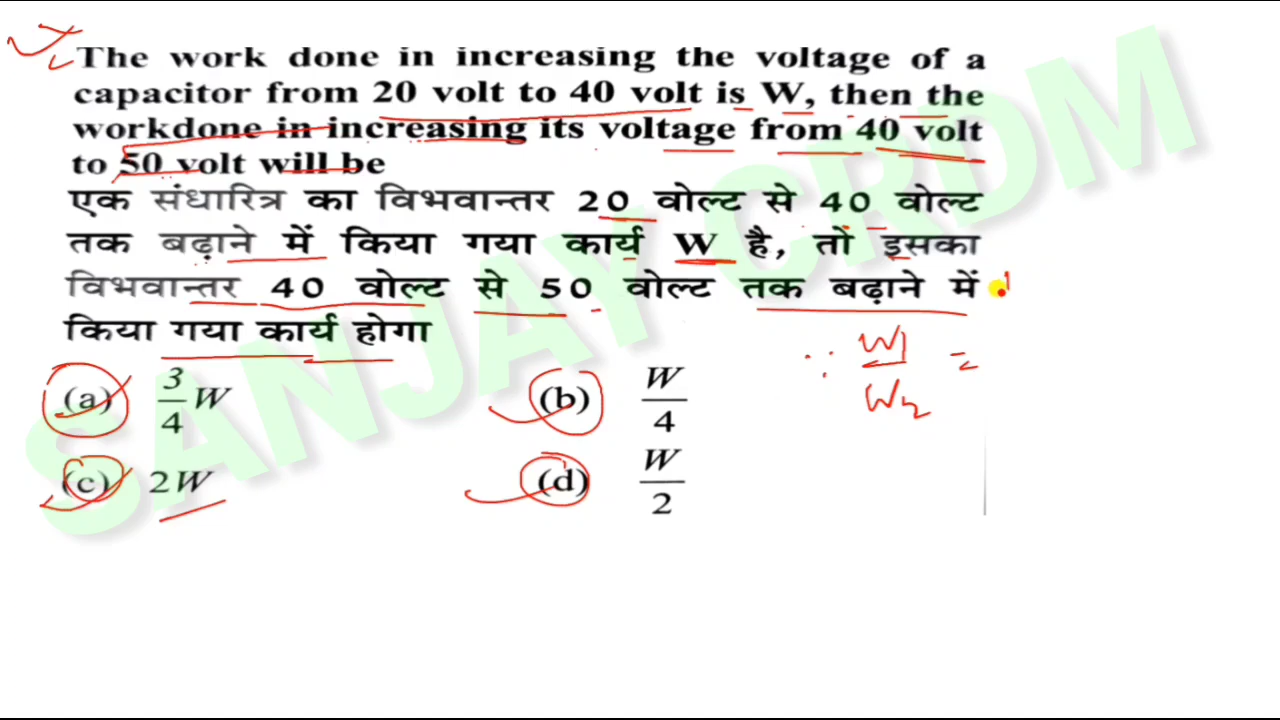 The work done in increasing the voltage of a
capacitor from 20 volt to 40 volt is W, then the
workdone in increasing its voltage from 40 volt
to 50 volt will be
एक संधारित्र का विभवान्तर 20 वोल्ट से 40 वोल्ट
तक बढ़ाने में किया गया कार्य W है, तो इसका
विभवान्तर 40 वोल्ट से 50 वोल्ट तक बढ़ाने में
किया गया कार्य होगा
(a) 3/4 W (b) W/4
(c) 2W (d) W/2
∵ W1/W2 =
SANJAY CRDM